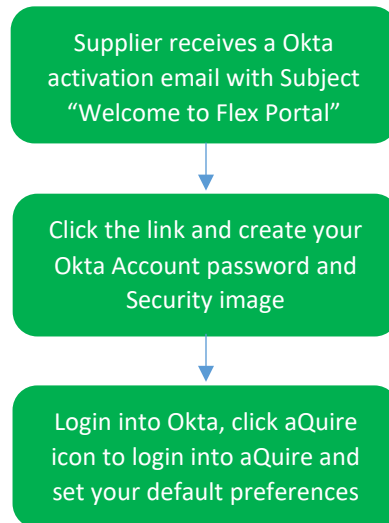 Supplier receives a Okta
activation email with Subject
“Welcome to Flex Portal”
Click the link and create your
Okta Account password and
Security image
Login into Okta, click aQuire
icon to login into aQuire and
set your default preferences